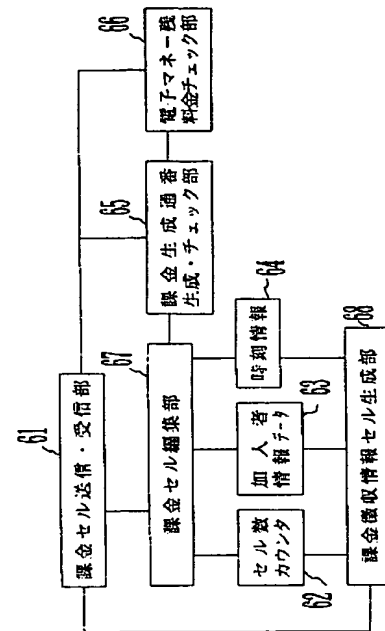 61
課金セル送信・受信部
67
課金セル編集部
65
課金生成通番
生成・チェック部
66
電子マネー残
料金チェック部
セル数
カウンタ
62
加入者
情報データ
63
時刻情報
64
課金徴収情報セル生成部
68